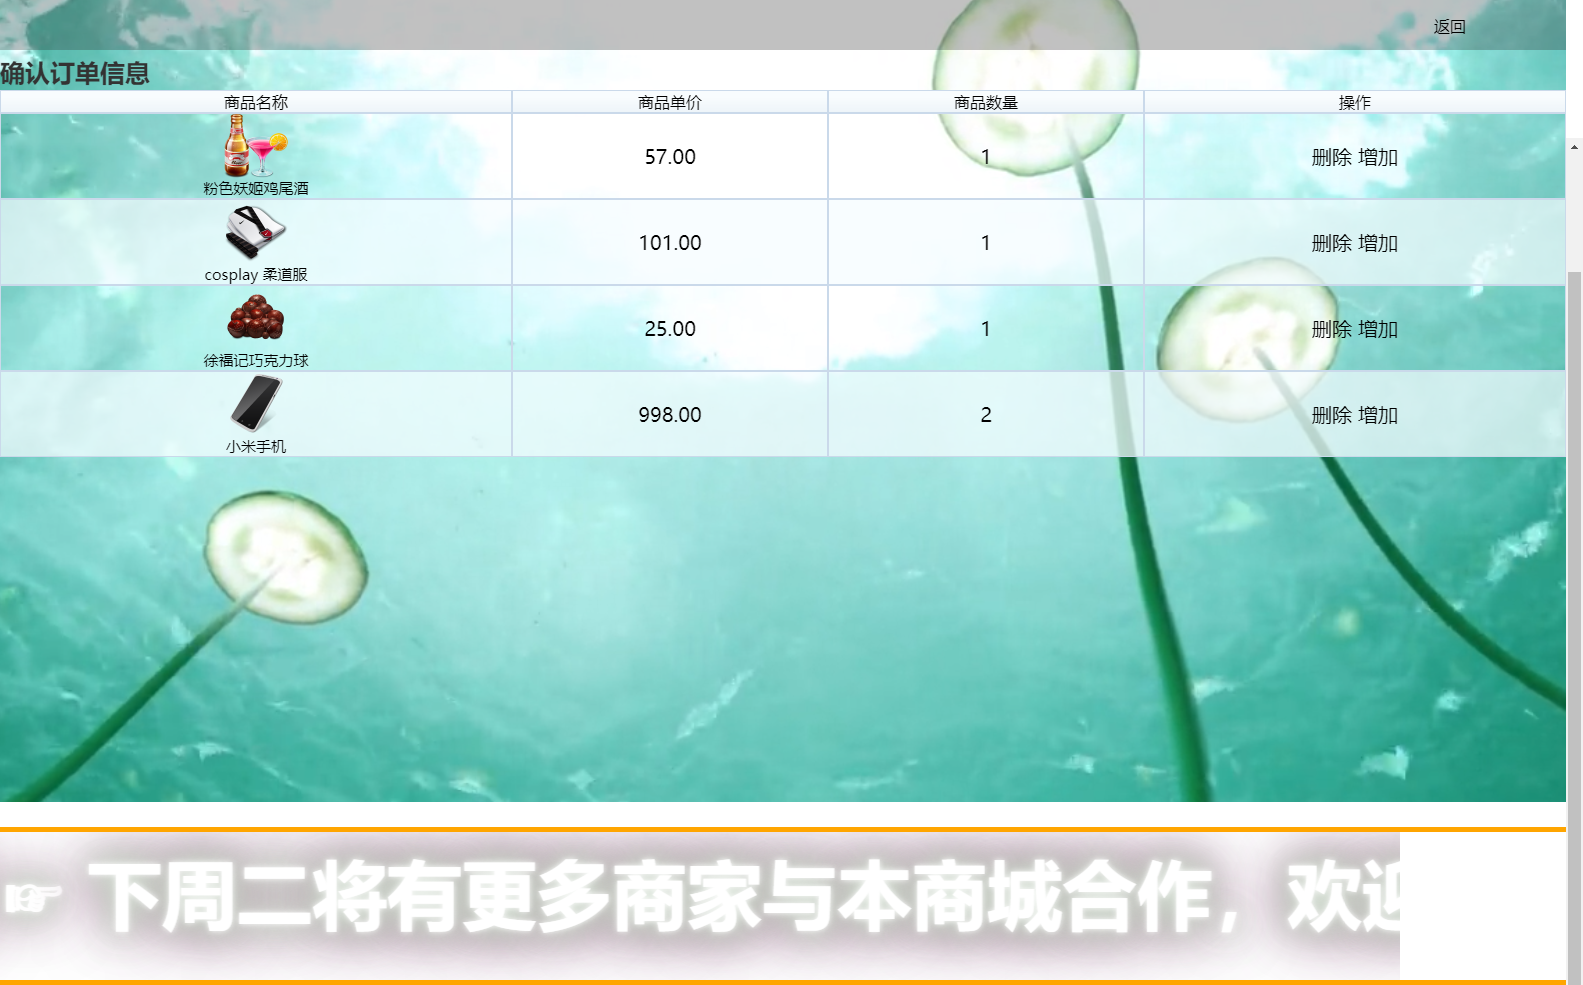 返回
确认订单信息
商品名称 商品单价 商品数量 操作
粉色妖姬鸡尾酒 57.00 1 删除 增加
cosplay 柔道服 101.00 1 删除 增加
徐福记巧克力球 25.00 1 删除 增加
小米手机 998.00 2 删除 增加
☞ 下周二将有更多商家与本商城合作，欢迎